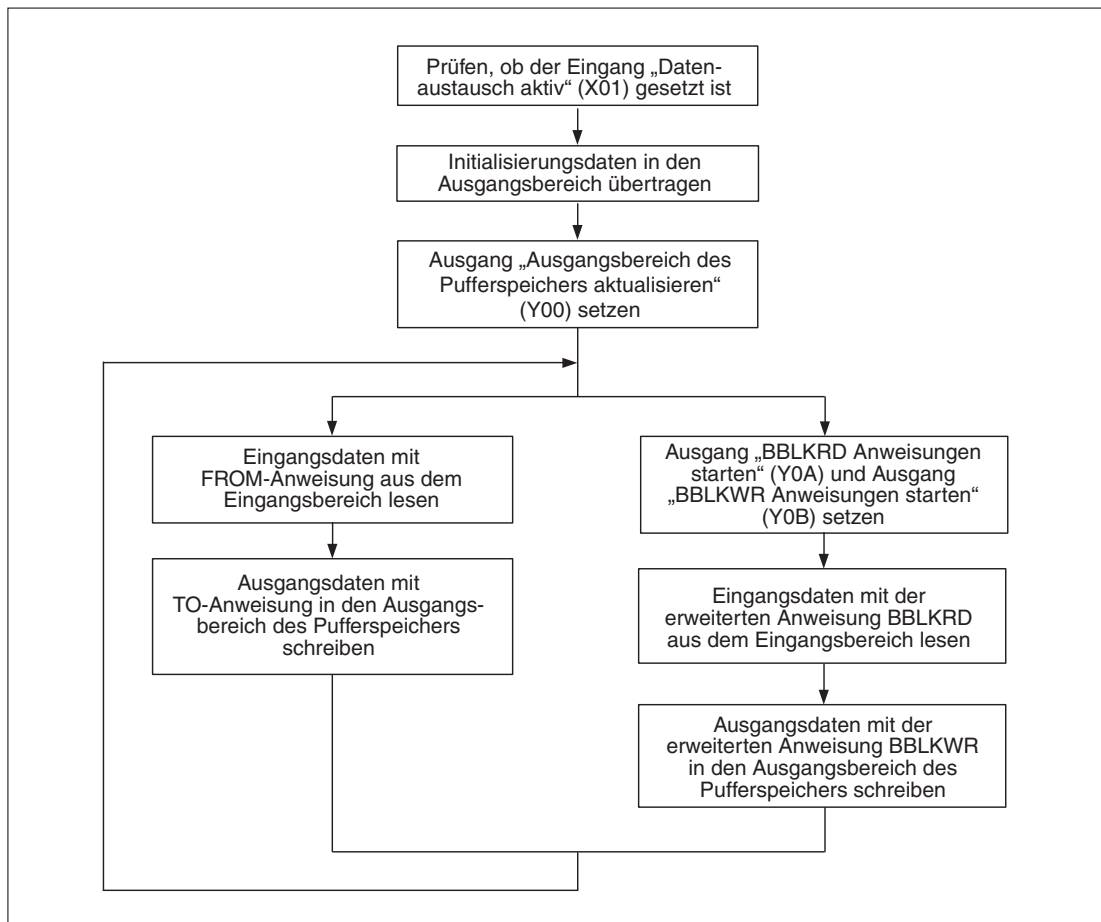 Prüfen, ob der Eingang „Daten-
austausch aktiv“ (X01) gesetzt ist
Initialisierungsdaten in den
Ausgangsbereich übertragen
Ausgang „Ausgangsbereich des
Pufferspeichers aktualisieren“
(Y00) setzen
Eingangsdaten mit
FROM-Anweisung aus dem
Eingangsbereich lesen
Ausgangsdaten mit
TO-Anweisung in den Ausgangs-
bereich des Pufferspeichers
schreiben
Ausgang „BBLKRD Anweisungen
starten“ (Y0A) und Ausgang
„BBLKWR Anweisungen starten“
(Y0B) setzen
Eingangsdaten mit der
erweiterten Anweisung BBLKRD
aus dem Eingangsbereich lesen
Ausgangsdaten mit der
erweiterten Anweisung BBLKWR
in den Ausgangsbereich des
Pufferspeichers schreiben